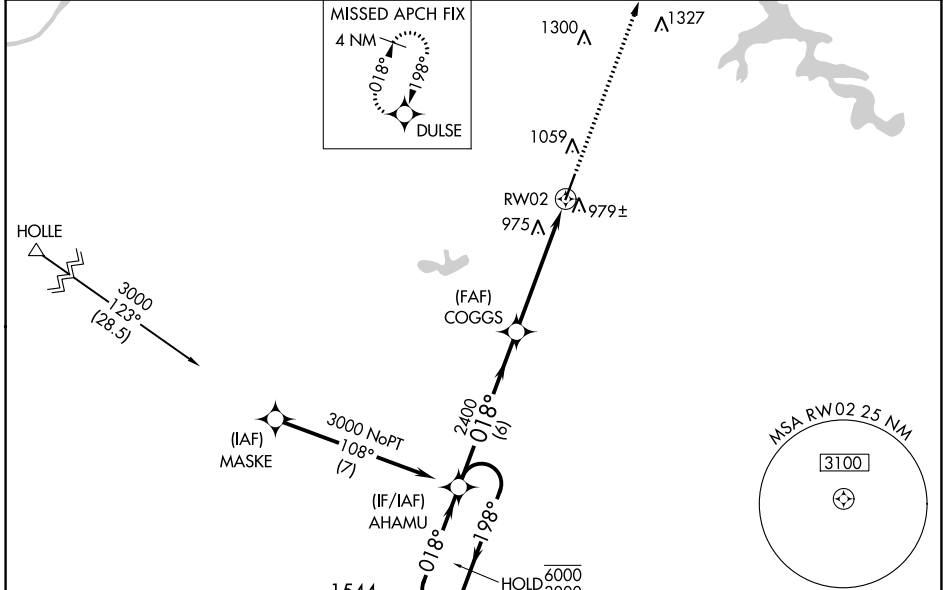 MISSED APCH FIX
4 NM
018°
198°
DULSE
1300
1327
1059
RW02
979±
975
HOLLE
3000
123°
(28.5)
(FAF)
COGGS
2400
018°
(6)
(IAF)
MASKE
3000 NoPT
108°
(7)
(IF/IAF)
AHAMU
018°
198°
HOLD
6000
MSA RW02 25 NM
3100